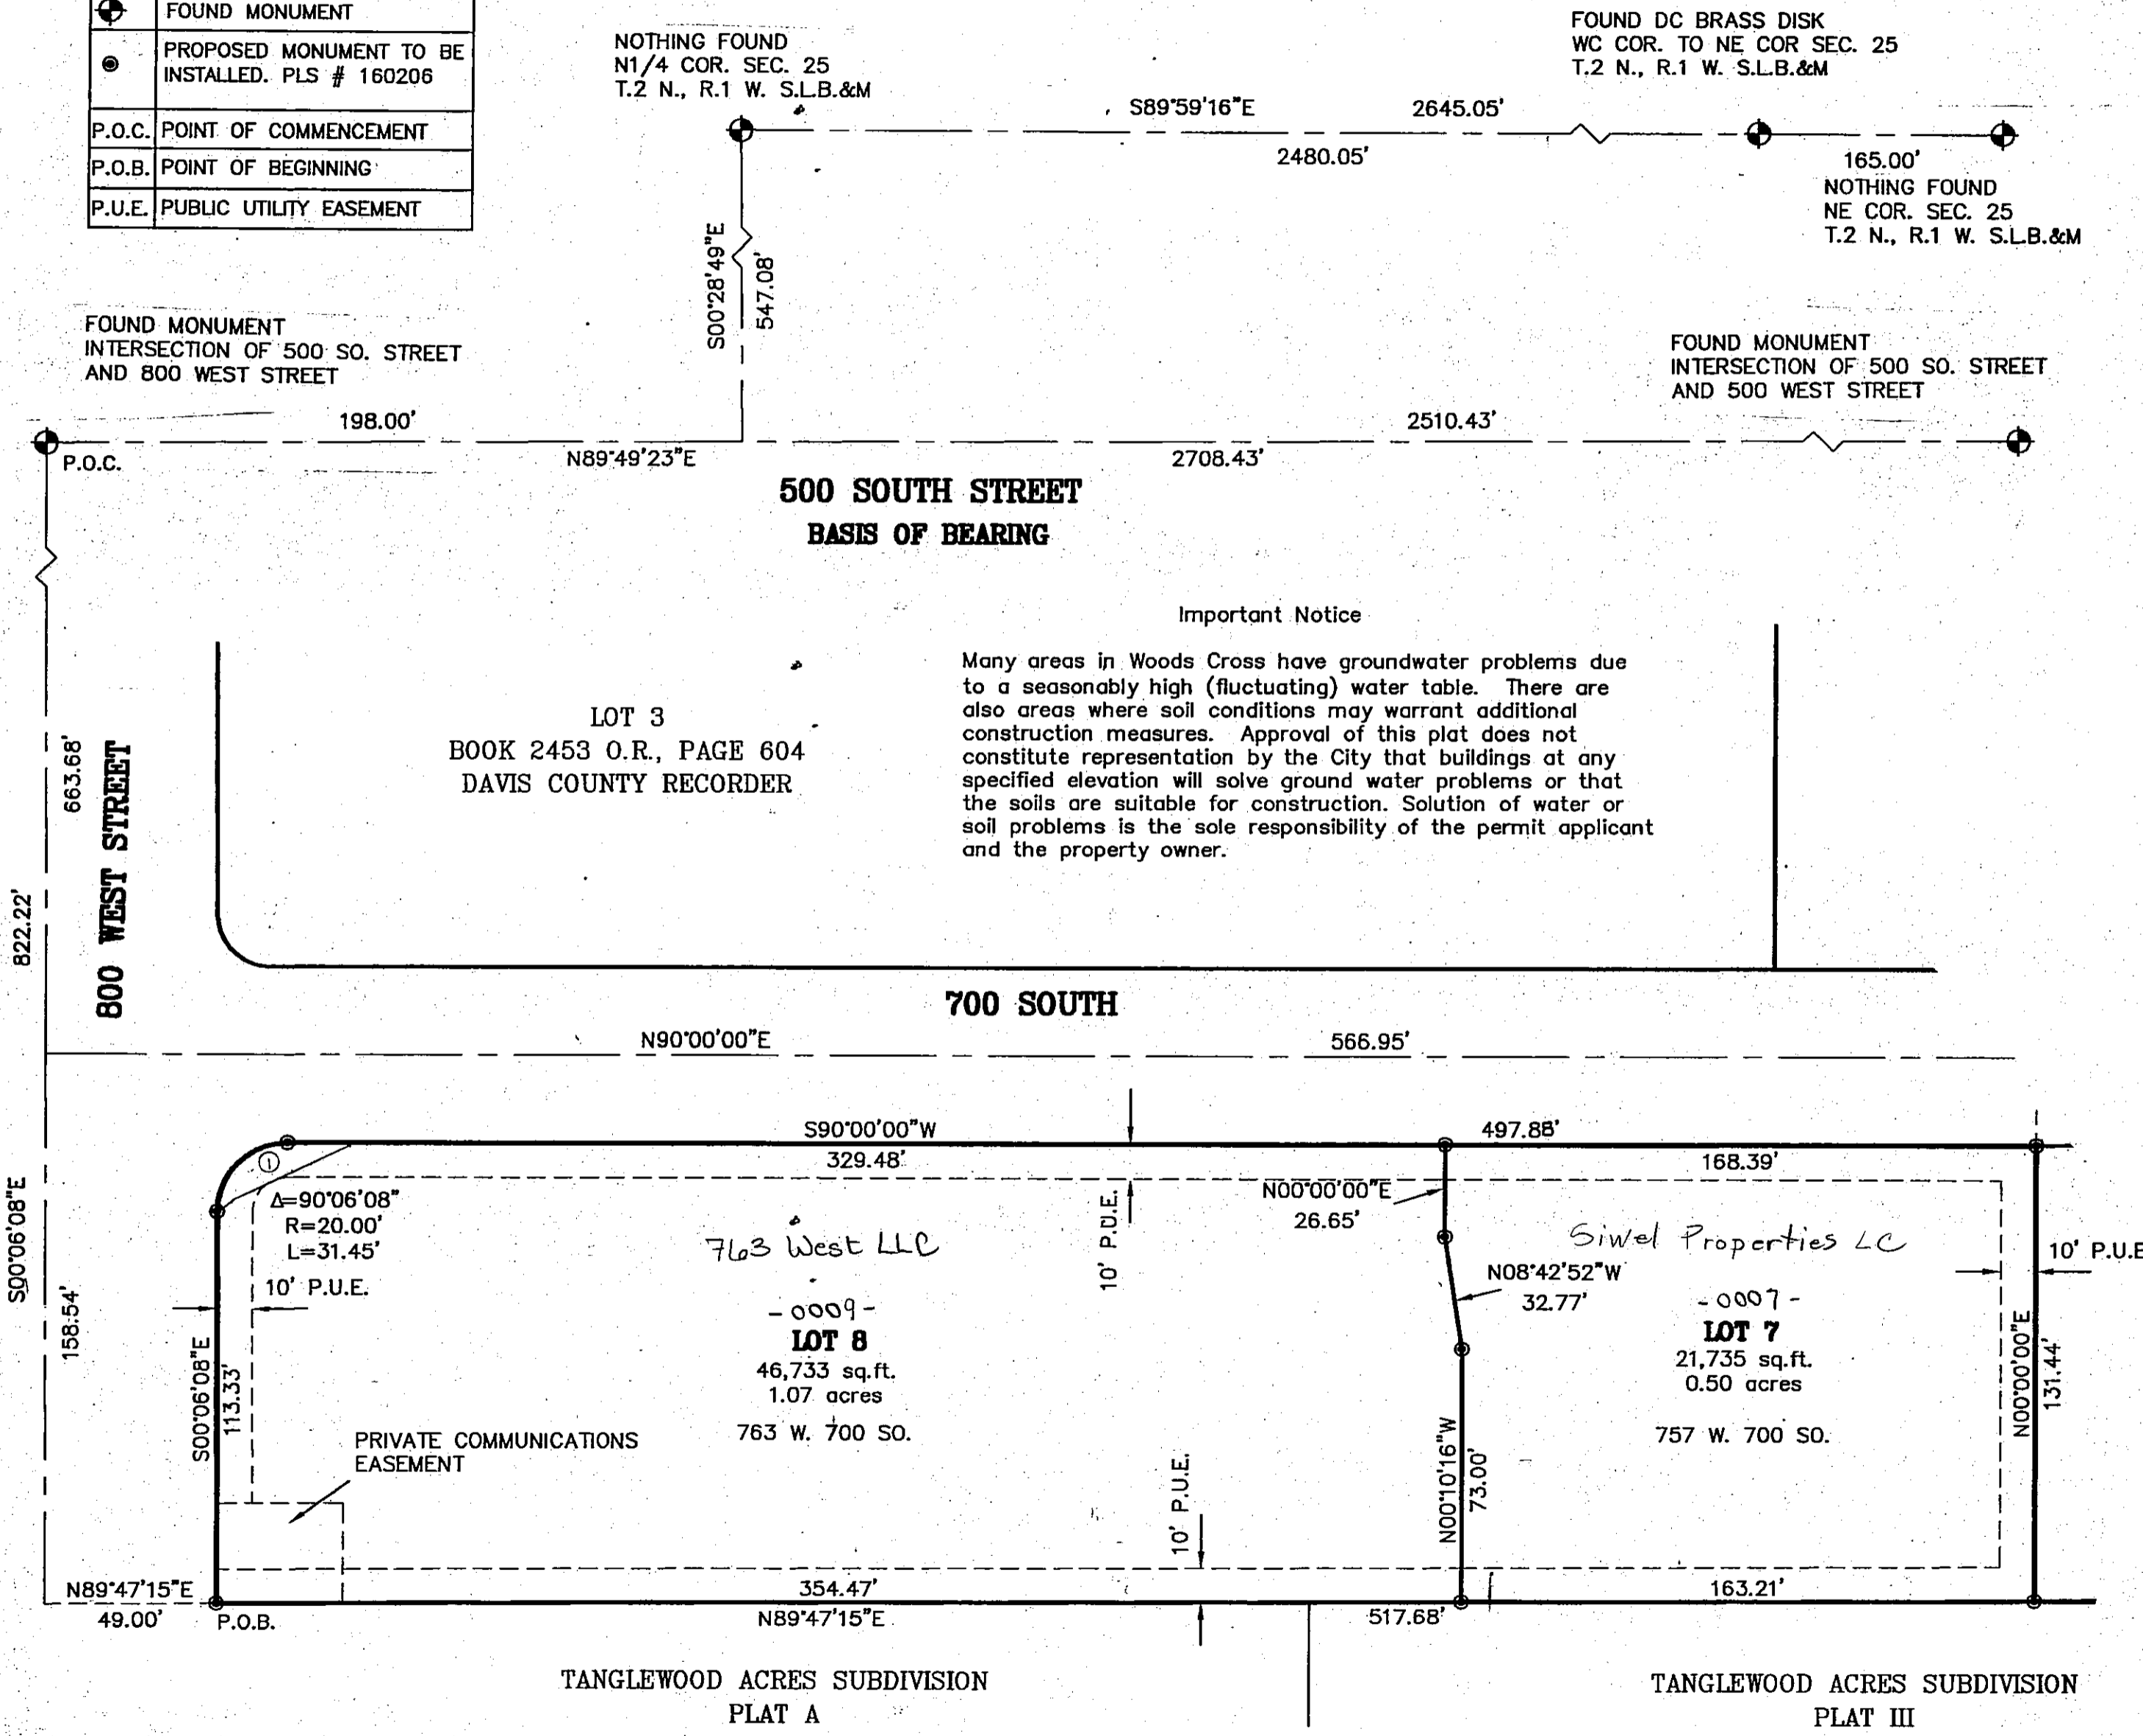 FOUND MONUMENT
PROPOSED MONUMENT TO BE
INSTALLED. PLS # 160206
P.O.C. POINT OF COMMENCEMENT
P.O.B. POINT OF BEGINNING
P.U.E. PUBLIC UTILITY EASEMENT
NOTHING FOUND
N1/4 COR. SEC. 25
T.2 N., R.1 W. S.L.B.&M
FOUND DC BRASS DISK
WC COR. TO NE COR SEC. 25
T.2 N., R.1 W. S.L.B.&M
S89°59'16"E 2645.05'
2480.05' 165.00'
NOTHING FOUND
NE COR. SEC. 25
T.2 N., R.1 W. S.L.B.&M
S00°28'49"E
547.08'
FOUND MONUMENT
INTERSECTION OF 500 SO. STREET
AND 800 WEST STREET
FOUND MONUMENT
INTERSECTION OF 500 SO. STREET
AND 500 WEST STREET
198.00' 2510.43'
P.O.C. N89°49'23"E 2708.43'
500 SOUTH STREET
BASIS OF BEARING
Important Notice
Many areas in Woods Cross have groundwater problems due
to a seasonably high (fluctuating) water table. There are
also areas where soil conditions may warrant additional
construction measures. Approval of this plat does not
constitute representation by the City that buildings at any
specified elevation will solve ground water problems or that
the soils are suitable for construction. Solution of water or
soil problems is the sole responsibility of the permit applicant
and the property owner.
LOT 3
BOOK 2453 O.R., PAGE 604
DAVIS COUNTY RECORDER
663.68'
800 WEST STREET
822.22'
700 SOUTH
N90°00'00"E 566.95'
S90°00'00"W 497.88'
329.48' 168.39'
1
Δ=90°06'08"
R=20.00'
L=31.45'
10' P.U.E.
10' P.U.E.
N00°00'00"E
26.65'
763 West LLC
Siwel Properties LC
10' P.U.E
N08°42'52"W
32.77'
-0009-
LOT 8
46,733 sq.ft.
1.07 acres
763 W. 700 SO.
-0007-
LOT 7
21,735 sq.ft.
0.50 acres
757 W. 700 SO.
S00°06'08"E
158.54'
S00°06'08"E
113.33'
PRIVATE COMMUNICATIONS
EASEMENT
10' P.U.E.
N00°10'16"W
73.00'
N00°00'00"E
131.44'
N89°47'15"E 354.47' 163.21'
49.00' P.O.B. N89°47'15"E 517.68'
TANGLEWOOD ACRES SUBDIVISION
PLAT A
TANGLEWOOD ACRES SUBDIVISION
PLAT III